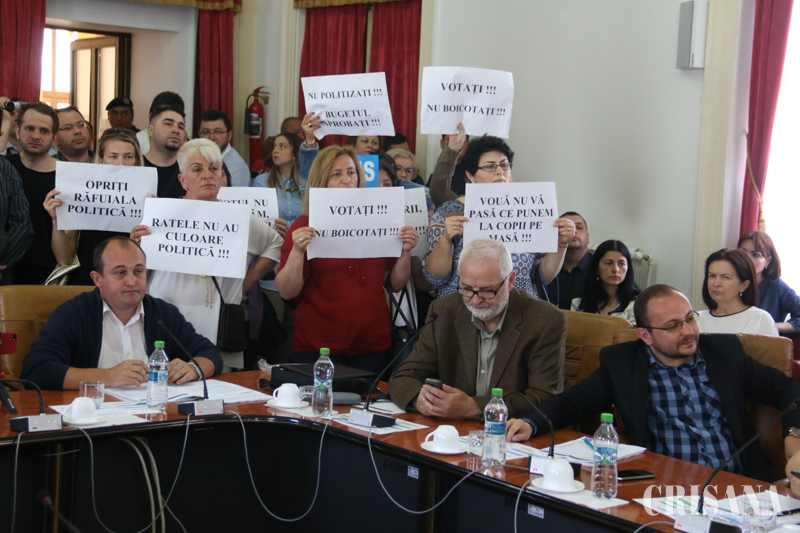 NU POLITIZAȚI !!!
BUGETUL
APROBAȚI !!!
VOTAȚI !!!
NU BOICOTAȚI !!!
OPRIȚI
RĂFUIALA
POLITICĂ !!!
RATELE NU AU
CULOARE
POLITICĂ !!!
VOTAȚI !!!
NU BOICOTAȚI !!!
VOUĂ NU VĂ
PASĂ CE PUNEM
LA COPII PE
MASĂ !!!
CRISANA